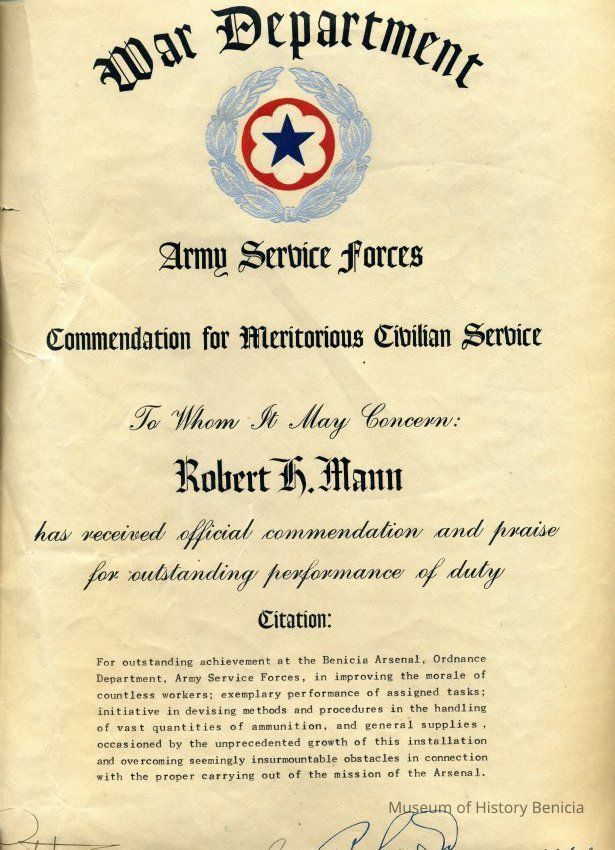 War Department
Army Service Forces
Commendation for Meritorious Civilian Service
To Whom It May Concern:
Robert H. Mann
has received official commendation and praise
for outstanding performance of duty
Citation:
For outstanding achievement at the Benicia Arsenal, Ordnance
Department, Army Service Forces, in improving the morale of
countless workers; exemplary performance of assigned tasks;
initiative in devising methods and procedures in the handling
of vast quantities of ammunition, and general supplies,
occasioned by the unprecedented growth of this installation
and overcoming seemingly insurmountable obstacles in connection
with the proper carrying out of the mission of the Arsenal.
Museum of History Benicia